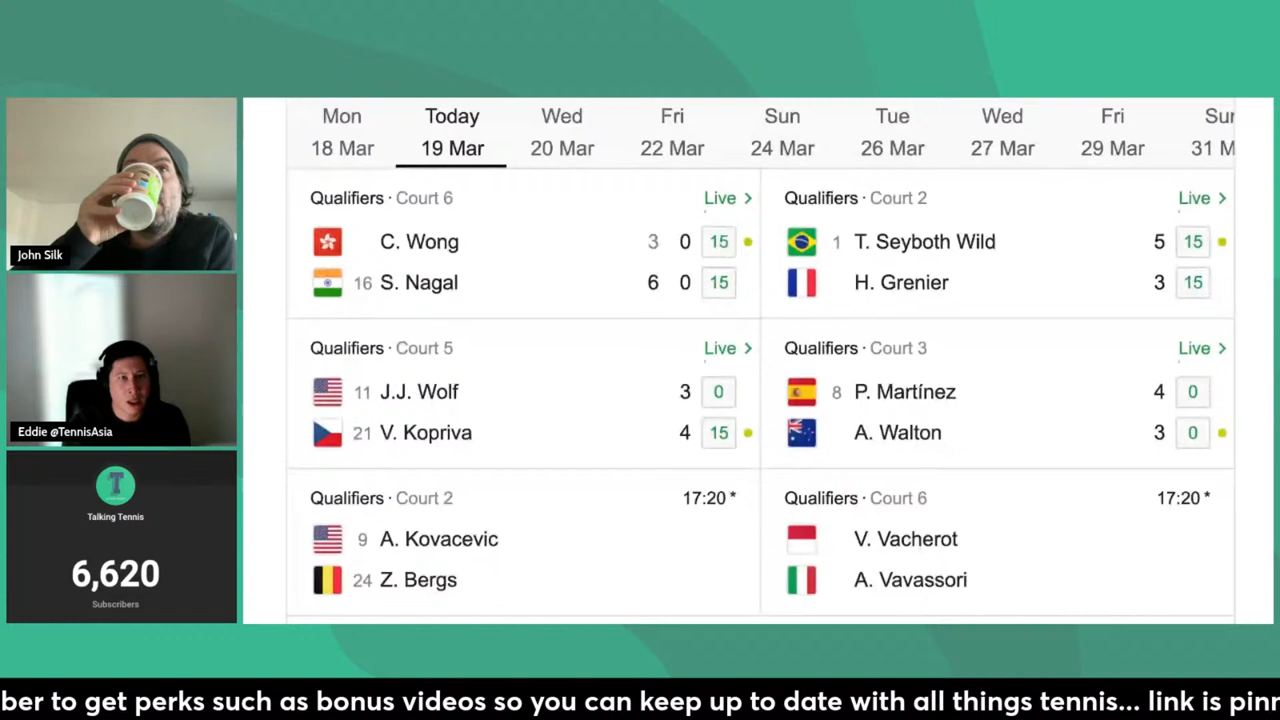 John Silk
Eddie @TennisAsia
Talking Tennis
6,620
Subscribers
Mon Today Wed Fri Sun Tue Wed Fri Sur
18 Mar 19 Mar 20 Mar 22 Mar 24 Mar 26 Mar 27 Mar 29 Mar 31 M
Qualifiers · Court 6 Live >
C. Wong 3 0 15
16 S. Nagal 6 0 15
Qualifiers · Court 2 Live >
1 T. Seyboth Wild 5 15
H. Grenier 3 15
Qualifiers · Court 5 Live >
11 J.J. Wolf 3 0
21 V. Kopriva 4 15
Qualifiers · Court 3 Live >
8 P. Martínez 4 0
A. Walton 3 0
Qualifiers · Court 2 17:20 *
9 A. Kovacevic
24 Z. Bergs
Qualifiers · Court 6 17:20 *
V. Vacherot
A. Vavassori
ber to get perks such as bonus videos so you can keep up to date with all things tennis... link is pinn